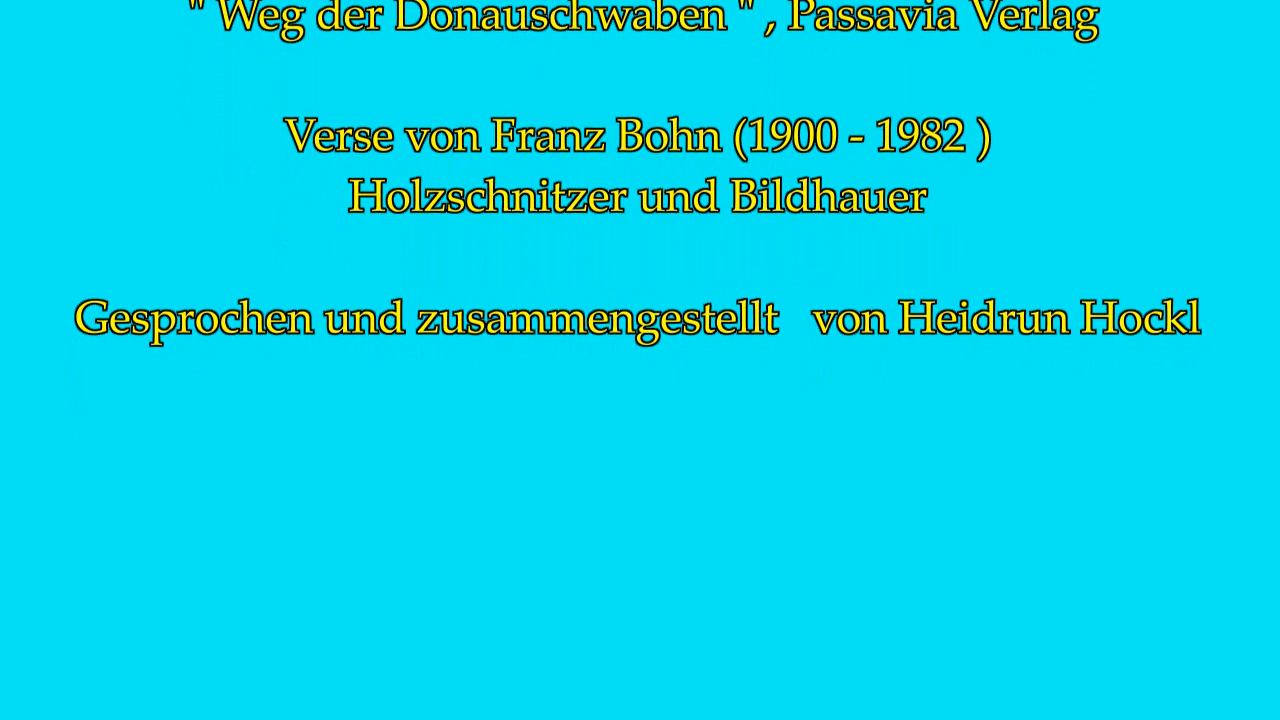 " Weg der Donauschwaben " , Passavia Verlag
Verse von Franz Bohn (1900 - 1982 )
Holzschnitzer und Bildhauer
Gesprochen und zusammengestellt von Heidrun Hockl